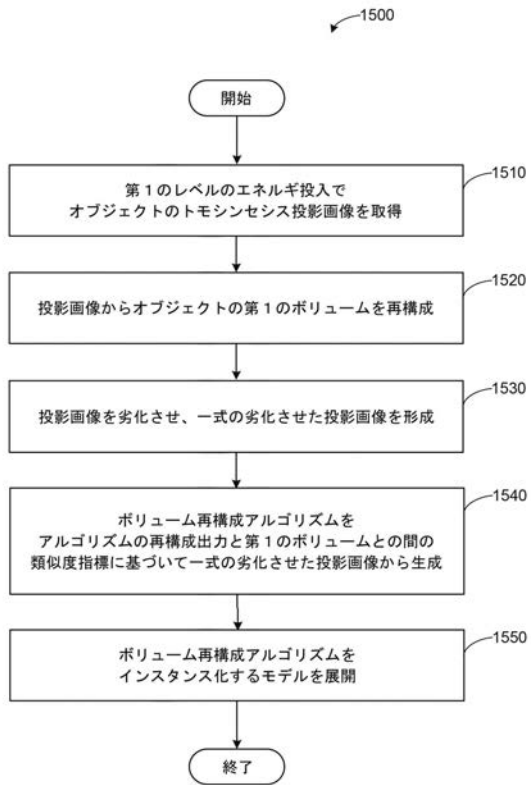 1500
開始
1510
第１のレベルのエネルギ投入で
オブジェクトのトモシンセシス投影画像を取得
1520
投影画像からオブジェクトの第１のボリュームを再構成
1530
投影画像を劣化させ、一式の劣化させた投影画像を形成
1540
ボリューム再構成アルゴリズムを
アルゴリズムの再構成出力と第１のボリュームとの間の
類似度指標に基づいて一式の劣化させた投影画像から生成
1550
ボリューム再構成アルゴリズムを
インスタンス化するモデルを展開
終了